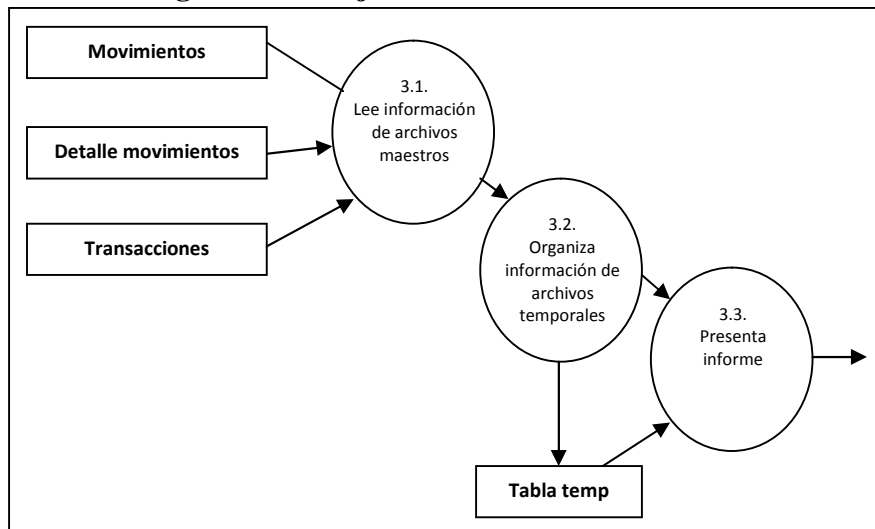 Movimientos
3.1.
Lee información
de archivos
maestros
Detalle movimientos
Transacciones
3.2.
Organiza
información de
archivos
temporales
3.3.
Presenta
informe
Tabla temp